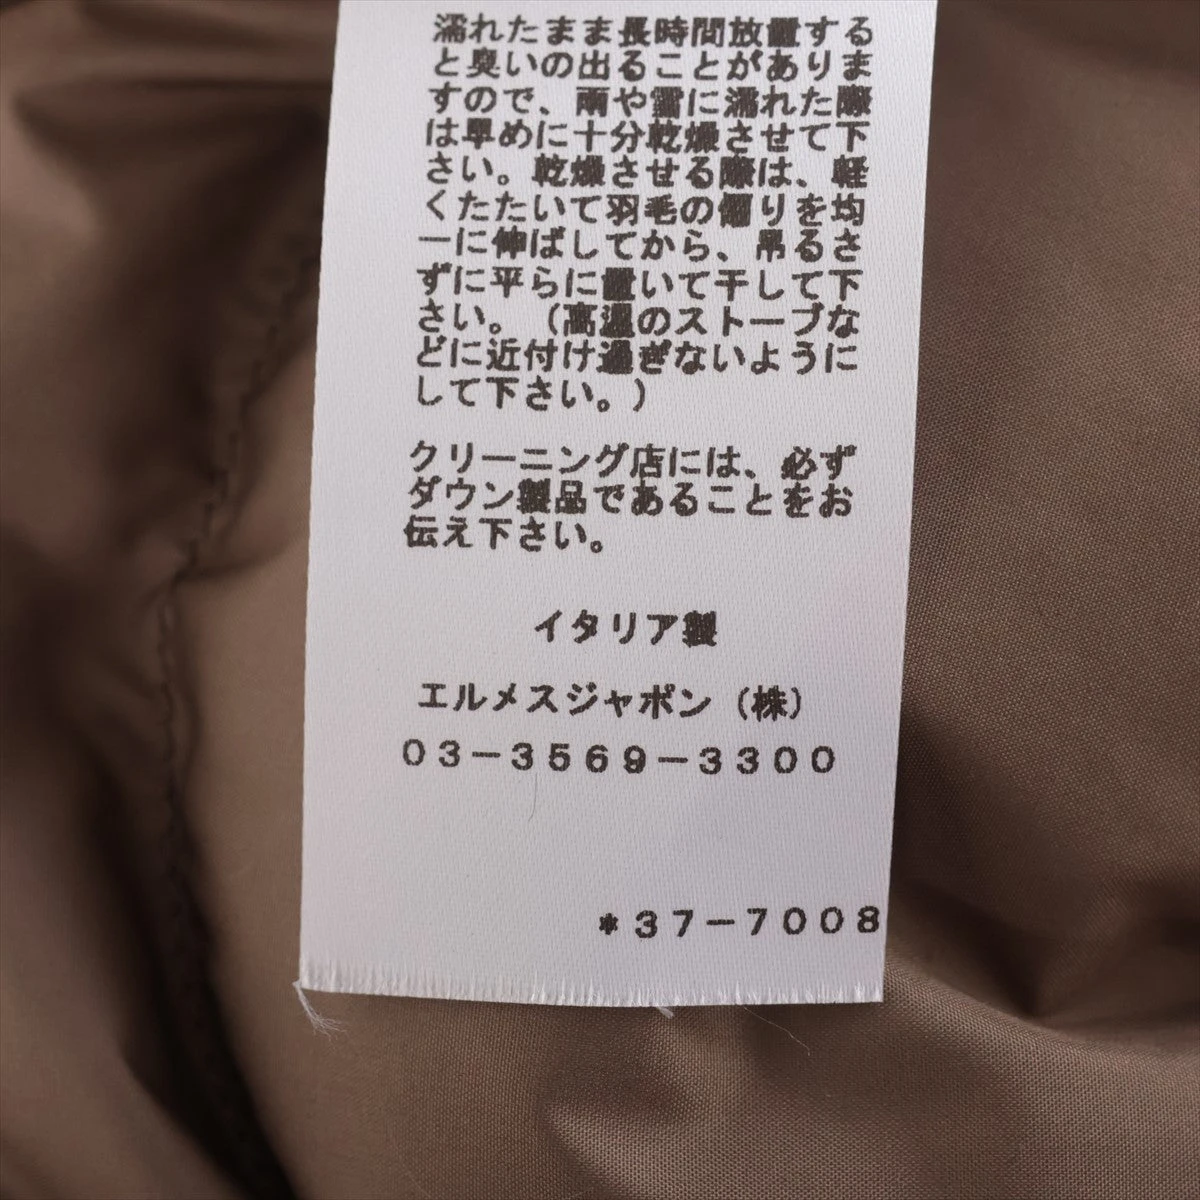 濡れたまま長時間放置する
と臭いの出ることがありま
すので、雨や雪に濡れた際
は早めに十分乾燥させて下
さい。乾燥させる際は、軽
くたたいて羽毛の偏りを均
一に伸ばしてから、吊るさ
ずに平らに置いて干して下
さい。（高温のストーブな
どに近付け過ぎないように
して下さい。）
クリーニング店には、必ず
ダウン製品であることをお
伝え下さい。
イタリア製
エルメスジャポン（株）
03-3569-3300
*37-7008